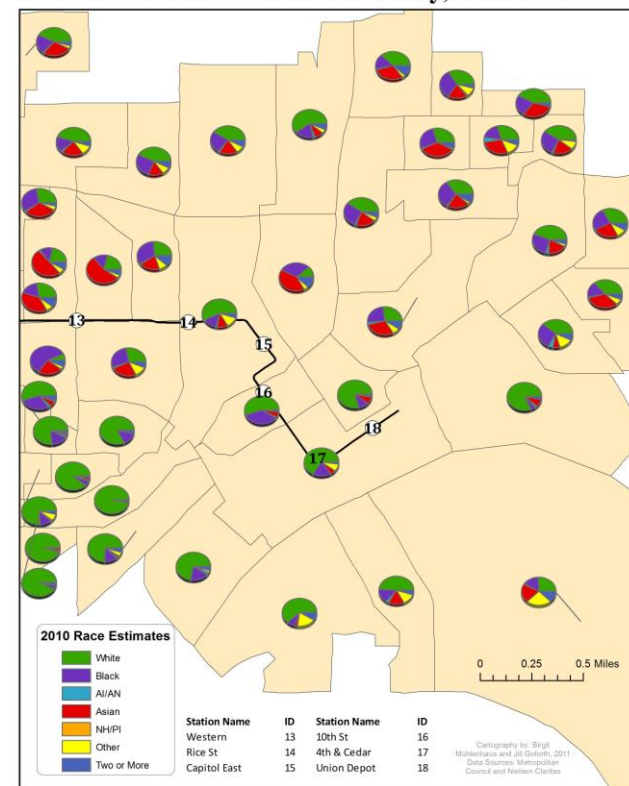 13
14
15
16
17
18
2010 Race Estimates
White
Black
AI/AN
Asian
NH/PI
Other
Two or More
0 0.25 0.5 Miles
Station Name ID Station Name ID
Western 13 10th St 16
Rice St 14 4th & Cedar 17
Capitol East 15 Union Depot 18
Cartography by: Birgit
Mühlenhaus and Jill Goforth, 2011
Data Sources: Metropolitan
Council and Nielsen Claritas